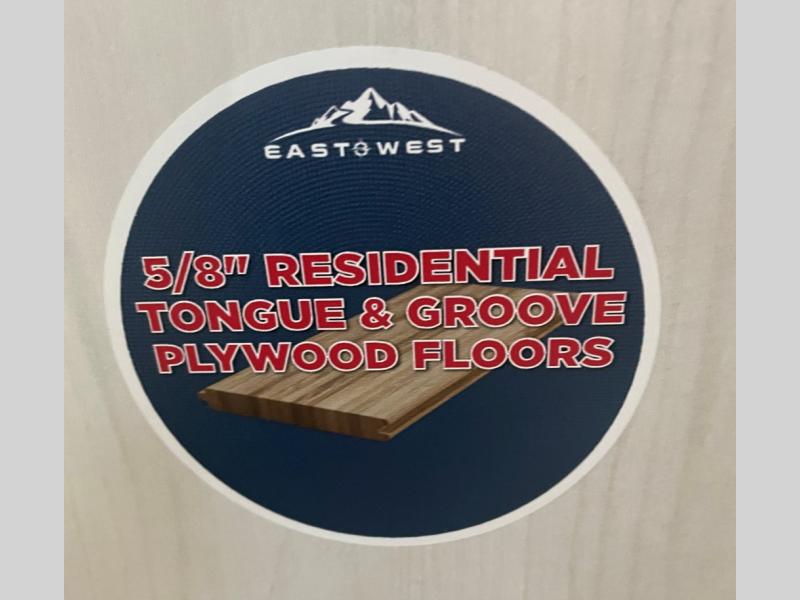 EAST WEST
5/8" RESIDENTIAL
TONGUE & GROOVE
PLYWOOD FLOORS